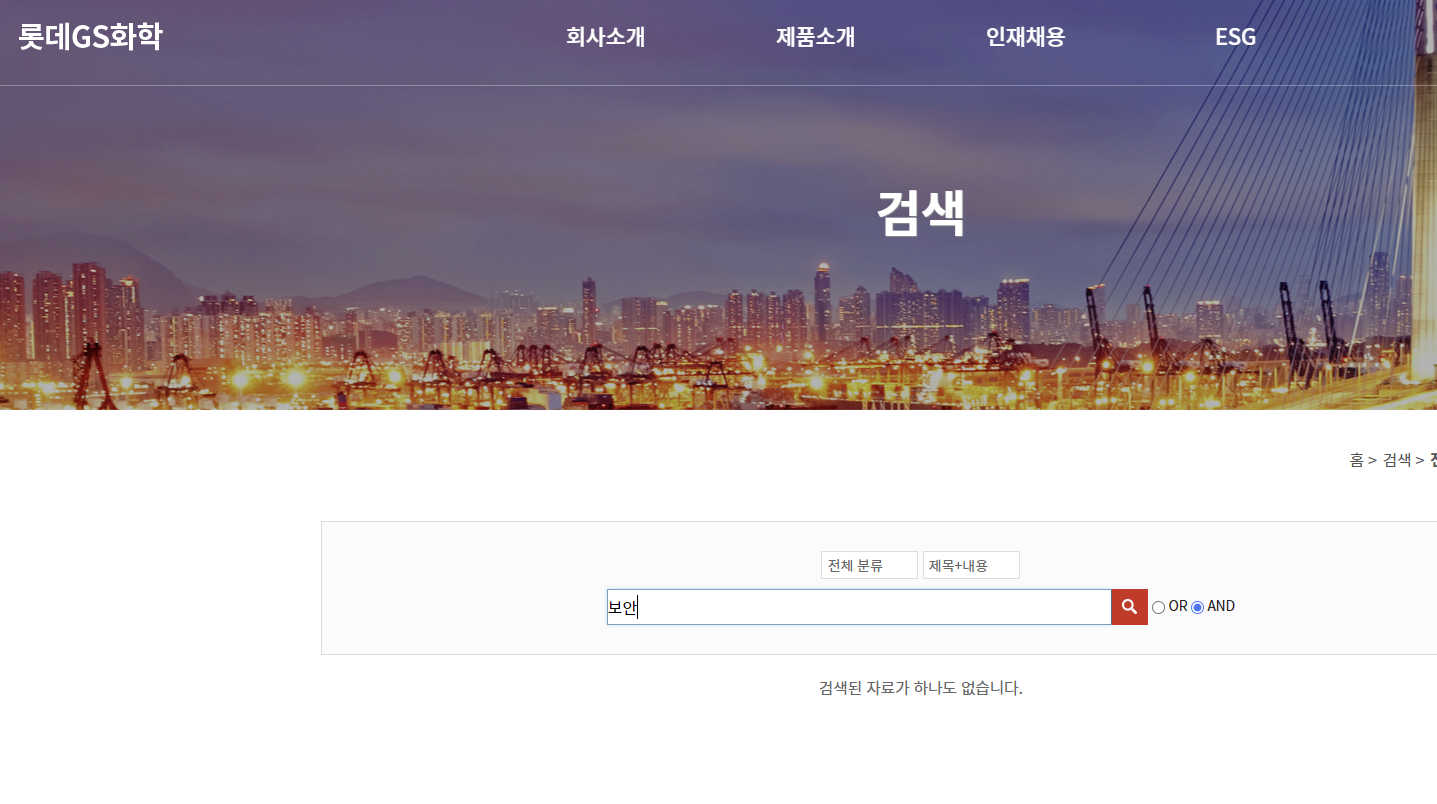 롯데GS화학 회사소개 제품소개 인재채용 ESG
검색
홈 > 검색 >
전체 분류 제목+내용
보안 OR AND
검색된 자료가 하나도 없습니다.